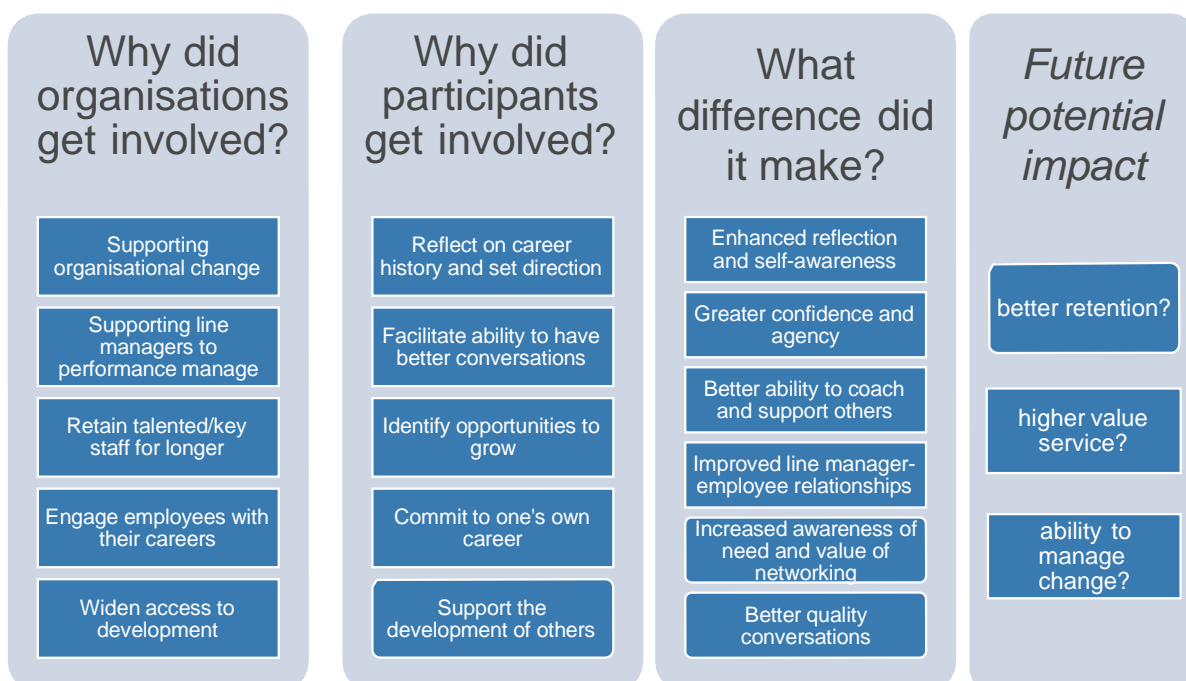 Why did
organisations
get involved?
Supporting
organisational change
Supporting line
managers to
performance manage
Retain talented/key
staff for longer
Engage employees with
their careers
Widen access to
development
Why did
participants
get involved?
Reflect on career
history and set direction
Facilitate ability to have
better conversations
Identify opportunities to
grow
Commit to one's own
career
Support the
development of others
What
difference did
it make?
Enhanced reflection
and self-awareness
Greater confidence and
agency
Better ability to coach
and support others
Improved line manager-
employee relationships
Increased awareness of
need and value of
networking
Better quality
conversations
Future
potential
impact
better retention?
higher value
service?
ability to
manage
change?